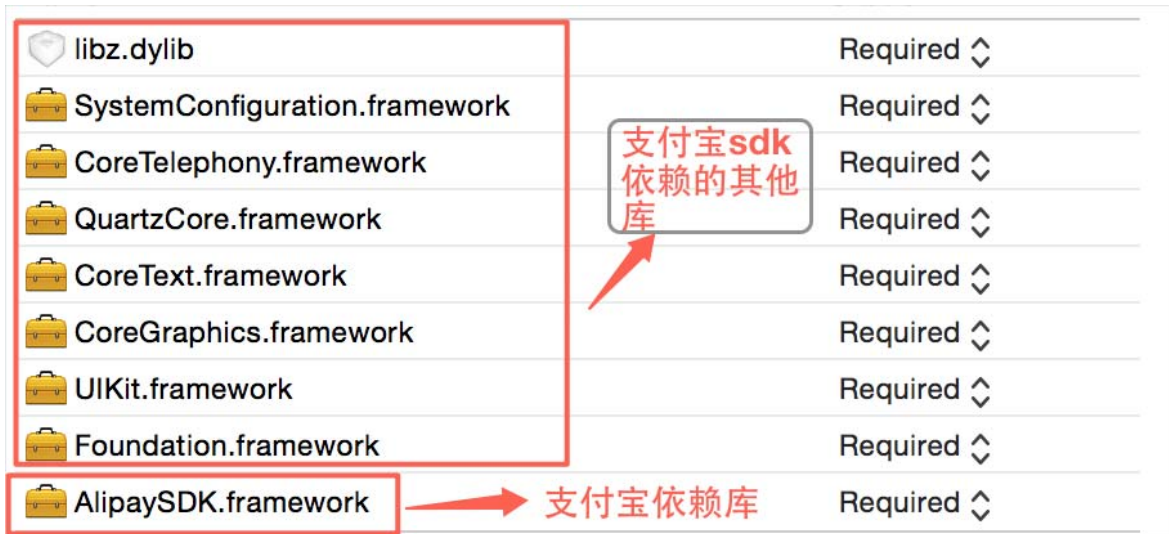 libz.dylib Required
SystemConfiguration.framework Required
支付宝sdk
依赖的其他
库
CoreTelephony.framework Required
QuartzCore.framework Required
CoreText.framework Required
CoreGraphics.framework Required
UIKit.framework Required
Foundation.framework Required
AlipaySDK.framework 支付宝依赖库 Required